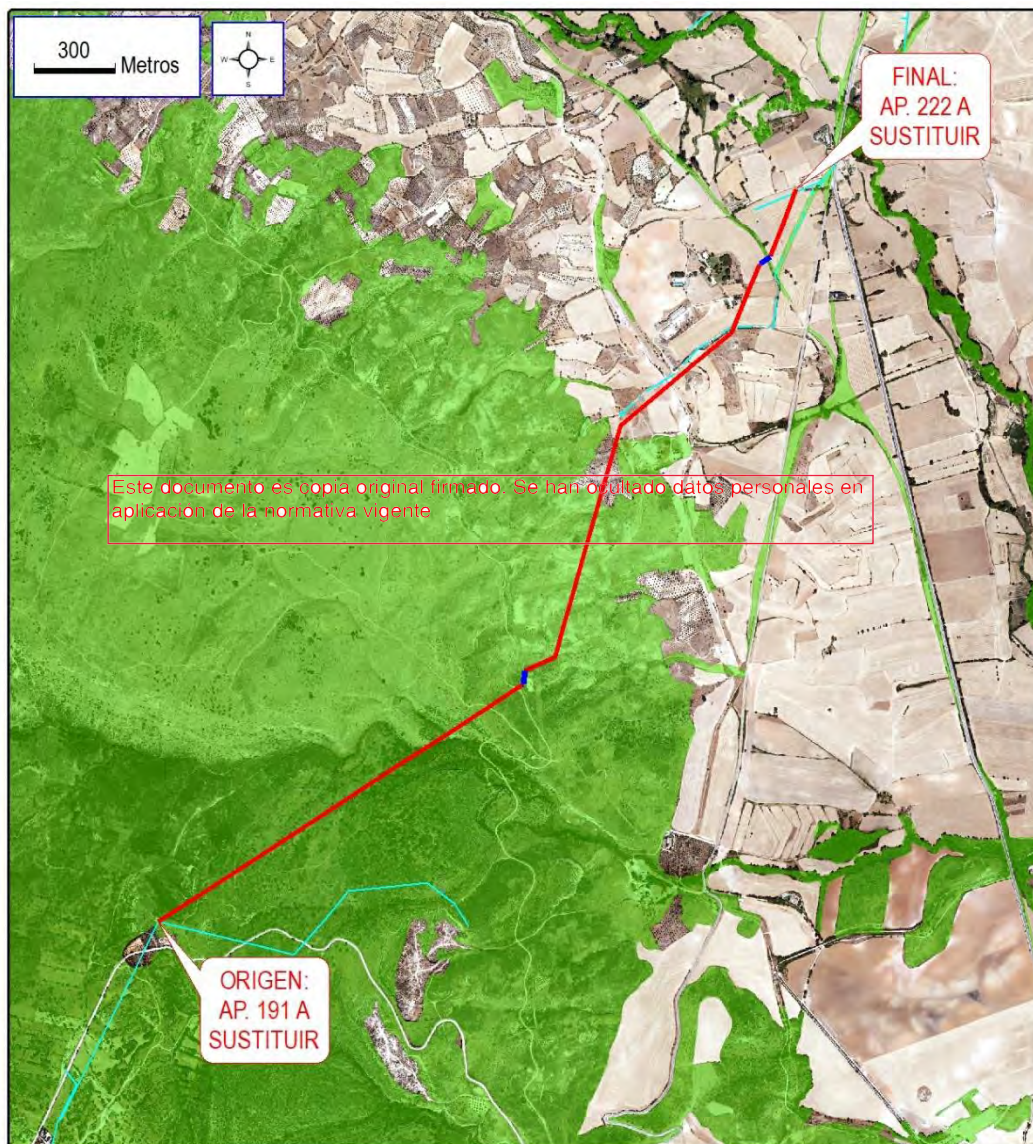 300
Metros
N
W
E
S
FINAL:
AP. 222 A
SUSTITUIR
Este documento es copia original firmado. Se han ocultado datos personales en
aplicación de la normativa vigente
ORIGEN:
AP. 191 A
SUSTITUIR